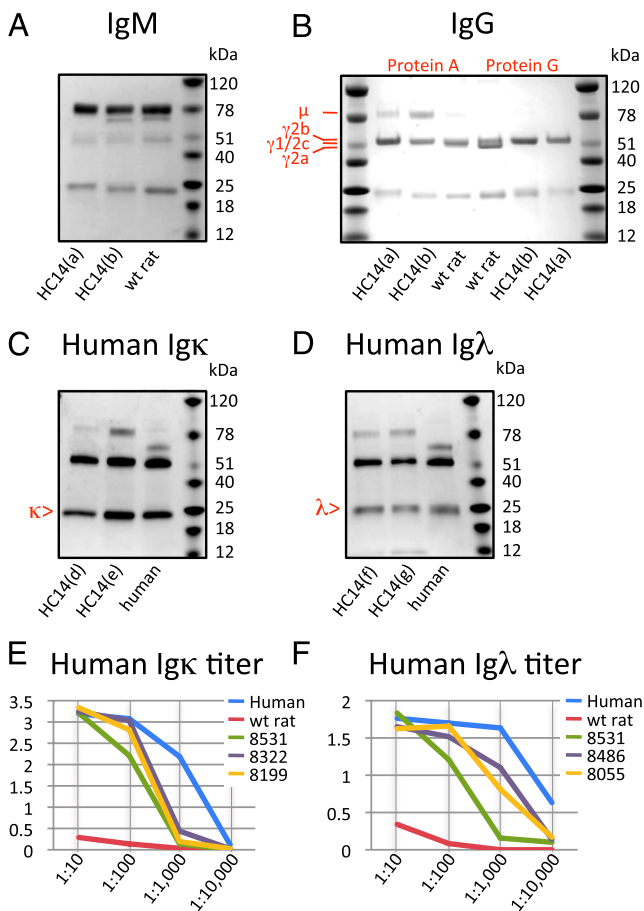 A IgM
kDa
120
78
51
40
25
18
12
HC14(a)
HC14(b)
wt rat
B IgG
kDa
Protein A Protein G
μ
γ2b
γ1/2c
γ2a
120
78
51
40
25
18
12
HC14(a)
HC14(b)
wt rat
wt rat
HC14(b)
HC14(a)
C Human Igκ
kDa
120
78
51
40
25
18
12
κ>
HC14(d)
HC14(e)
human
D Human Igλ
kDa
120
78
51
40
25
18
12
λ>
HC14(f)
HC14(g)
human
E Human Igκ titer
3.5
3
2.5
2
1.5
1
0.5
0
1:10
1:100
1:1,000
1:10,000
Human
wt rat
8531
8322
8199
F Human Igλ titer
2
1.5
1
0.5
0
1:10
1:100
1:1,000
1:10,000
Human
wt rat
8531
8486
8055